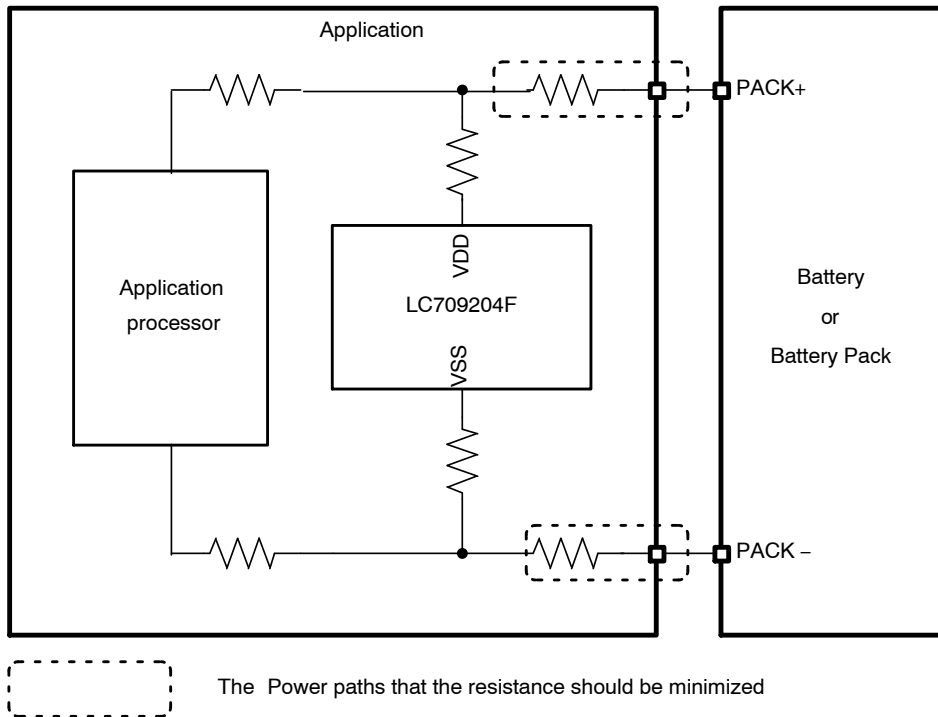 Application
PACK+
VDD
LC709204F
VSS
Application
processor
Battery
or
Battery Pack
PACK –
The Power paths that the resistance should be minimized